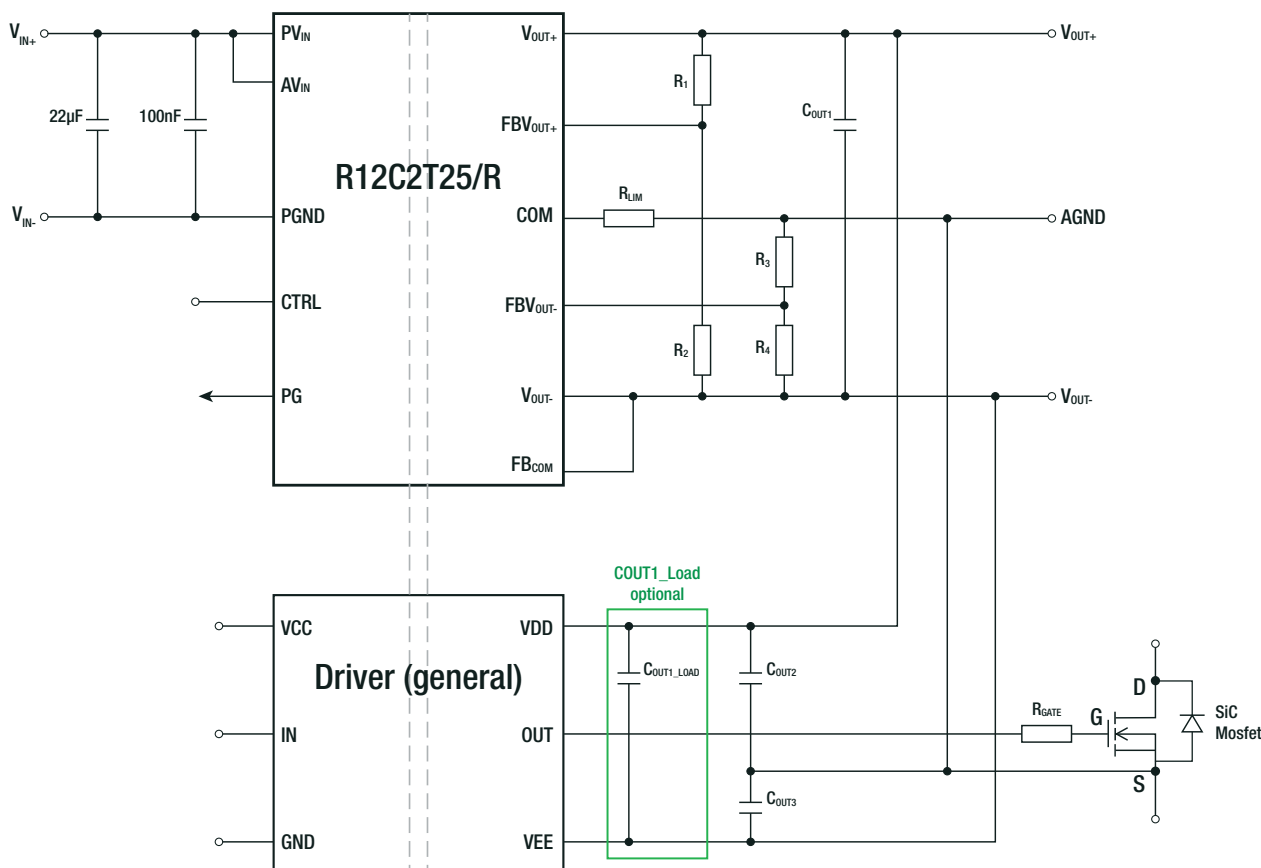 VIN+
PVIN
VOUT+
VOUT+
R1
AVIN
22µF
100nF
COUT1
FBVOUT+
R12C2T25/R
RLIM
VIN-
PGND
COM
AGND
R3
CTRL
FBVOUT-
R2
R4
PG
VOUT-
VOUT-
FBCOM
COUT1_Load
optional
VCC
VDD
Driver (general)
COUT1_LOAD
COUT2
D
RGATE
G
SiC
Mosfet
IN
OUT
S
COUT3
GND
VEE